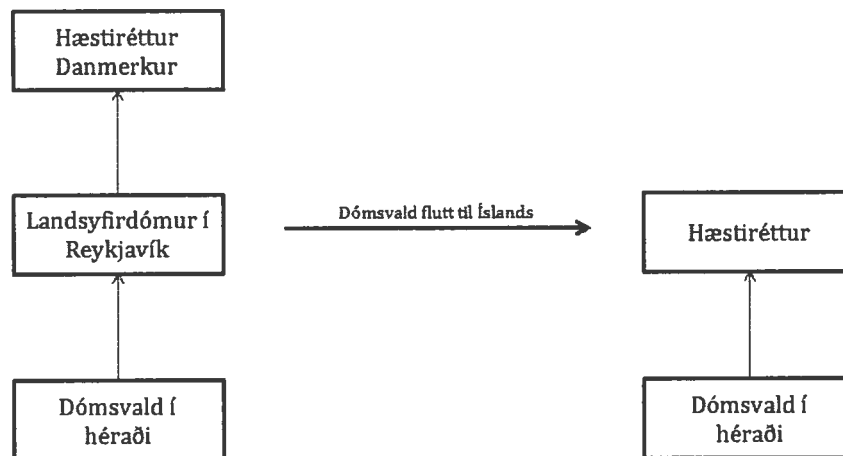 Hæstiréttur
Danmerkur
Landsyfirdómur í
Reykjavík
Dómsvald flutt til Íslands
Hæstiréttur
Dómsvald í
héraði
Dómsvald í
héraði